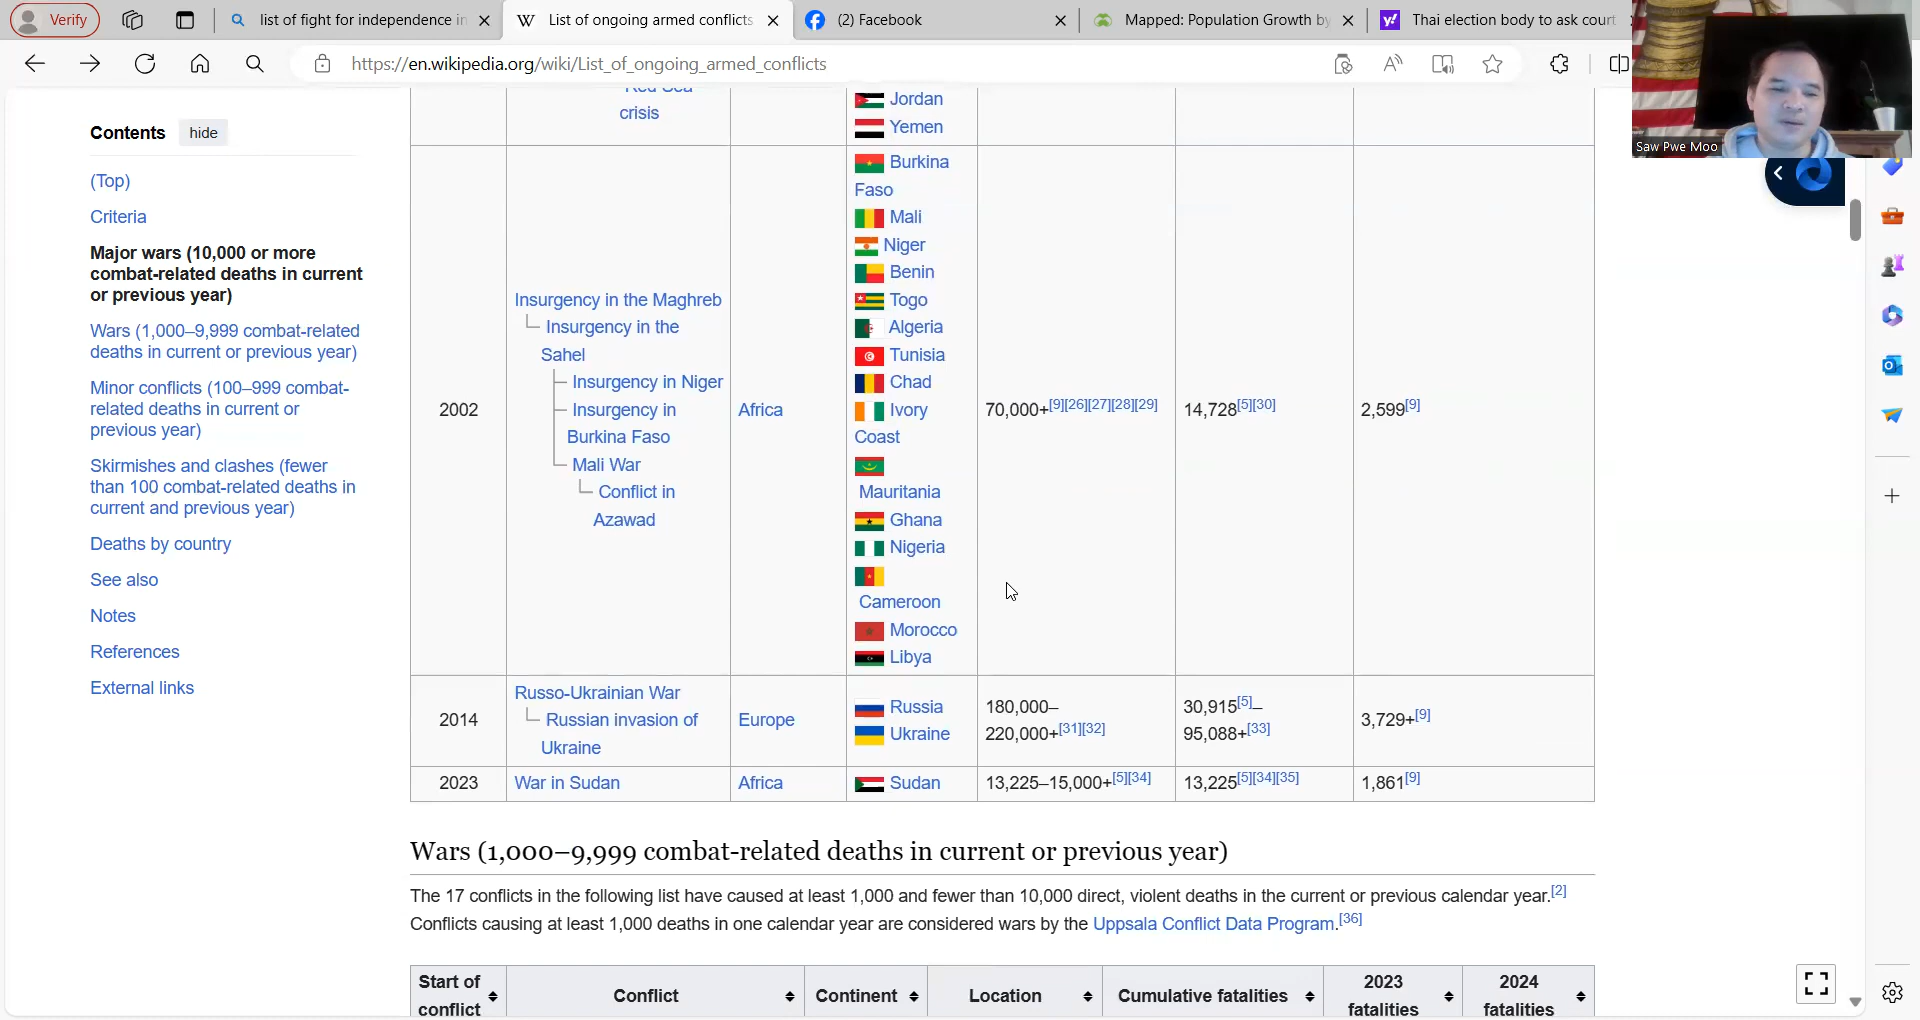 Verify
list of fight for independence in
List of ongoing armed conflicts
(2) Facebook
Mapped: Population Growth by
Thai election body to ask court
https://en.wikipedia.org/wiki/List_of_ongoing_armed_conflicts
Saw Pwe Moo
Contents
hide
(Top)
Criteria
Major wars (10,000 or more
combat-related deaths in current
or previous year)
Wars (1,000–9,999 combat-related
deaths in current or previous year)
Minor conflicts (100–999 combat-
related deaths in current or
previous year)
Skirmishes and clashes (fewer
than 100 combat-related deaths in
current and previous year)
Deaths by country
See also
Notes
References
External links
Red Sea
crisis
Jordan
Yemen
2002
Insurgency in the Maghreb
Insurgency in the
Sahel
Insurgency in Niger
Insurgency in
Burkina Faso
Mali War
Conflict in
Azawad
Africa
Burkina
Faso
Mali
Niger
Benin
Togo
Algeria
Tunisia
Chad
Ivory
Coast
Mauritania
Ghana
Nigeria
Cameroon
Morocco
Libya
70,000+[9][26][27][28][29]
14,728[5][30]
2,599[9]
2014
Russo-Ukrainian War
Russian invasion of
Ukraine
Europe
Russia
Ukraine
180,000–
220,000+[31][32]
30,915[5]–
95,088+[33]
3,729+[9]
2023
War in Sudan
Africa
Sudan
13,225–15,000+[5][34]
13,225[5][34][35]
1,861[9]
Wars (1,000–9,999 combat-related deaths in current or previous year)
The 17 conflicts in the following list have caused at least 1,000 and fewer than 10,000 direct, violent deaths in the current or previous calendar year.[2]
Conflicts causing at least 1,000 deaths in one calendar year are considered wars by the Uppsala Conflict Data Program.[36]
Start of
conflict
Conflict
Continent
Location
Cumulative fatalities
2023
fatalities
2024
fatalities